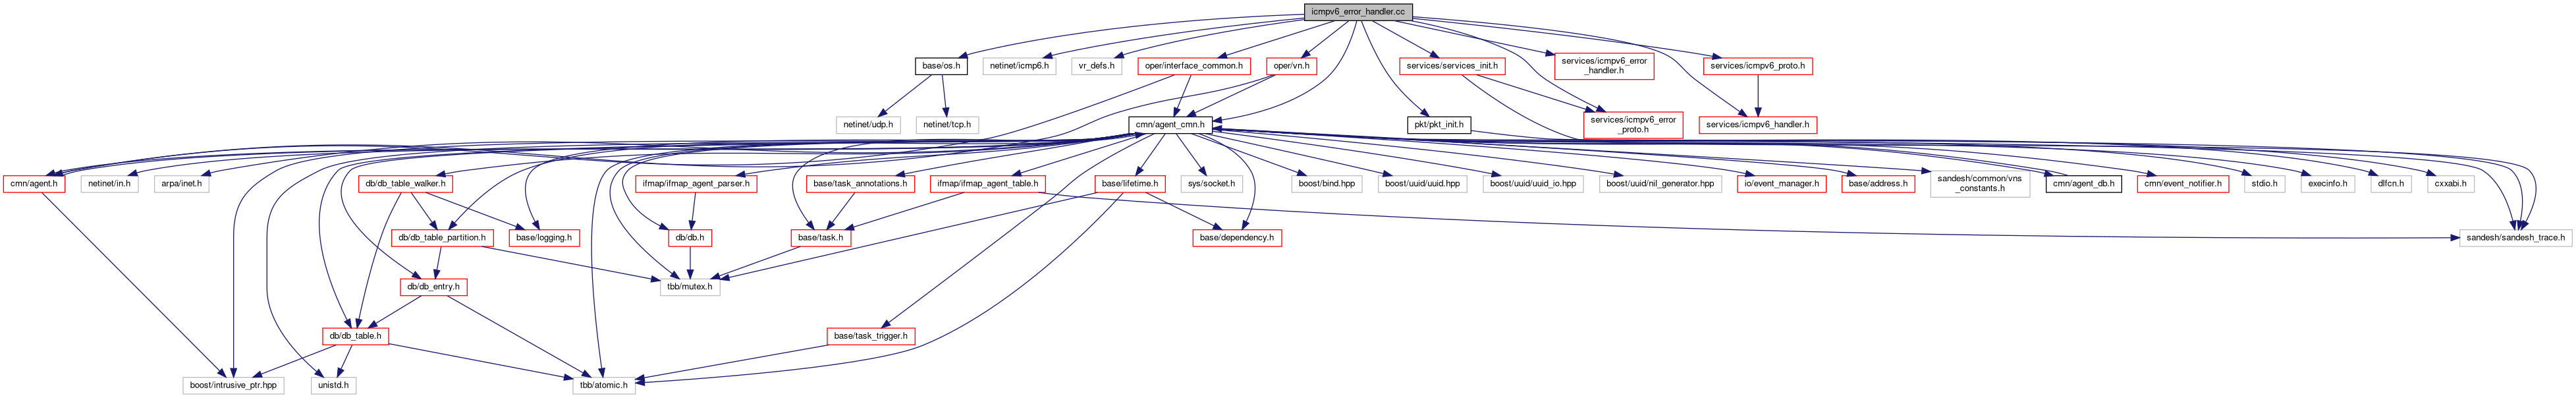 icmpv6_error_handler.cc
base/os.h
netinet/icmp6.h
vr_defs.h
oper/interface_common.h
oper/vn.h
services/services_init.h
services/icmpv6_error
_handler.h
services/icmpv6_proto.h
netinet/udp.h
netinet/tcp.h
cmn/agent_cmn.h
pkt/pkt_init.h
services/icmpv6_error
_proto.h
services/icmpv6_handler.h
cmn/agent.h
netinet/in.h
arpa/inet.h
db/db_table_walker.h
ifmap/ifmap_agent_parser.h
base/task_annotations.h
ifmap/ifmap_agent_table.h
base/lifetime.h
sys/socket.h
boost/bind.hpp
boost/uuid/uuid.hpp
boost/uuid/uuid_io.hpp
boost/uuid/nil_generator.hpp
io/event_manager.h
base/address.h
sandesh/common/vns
_constants.h
cmn/agent_db.h
cmn/event_notifier.h
stdio.h
execinfo.h
dlfcn.h
cxxabi.h
db/db_table_partition.h
base/logging.h
db/db.h
base/task.h
base/dependency.h
sandesh/sandesh_trace.h
db/db_entry.h
tbb/mutex.h
db/db_table.h
base/task_trigger.h
boost/intrusive_ptr.hpp
unistd.h
tbb/atomic.h